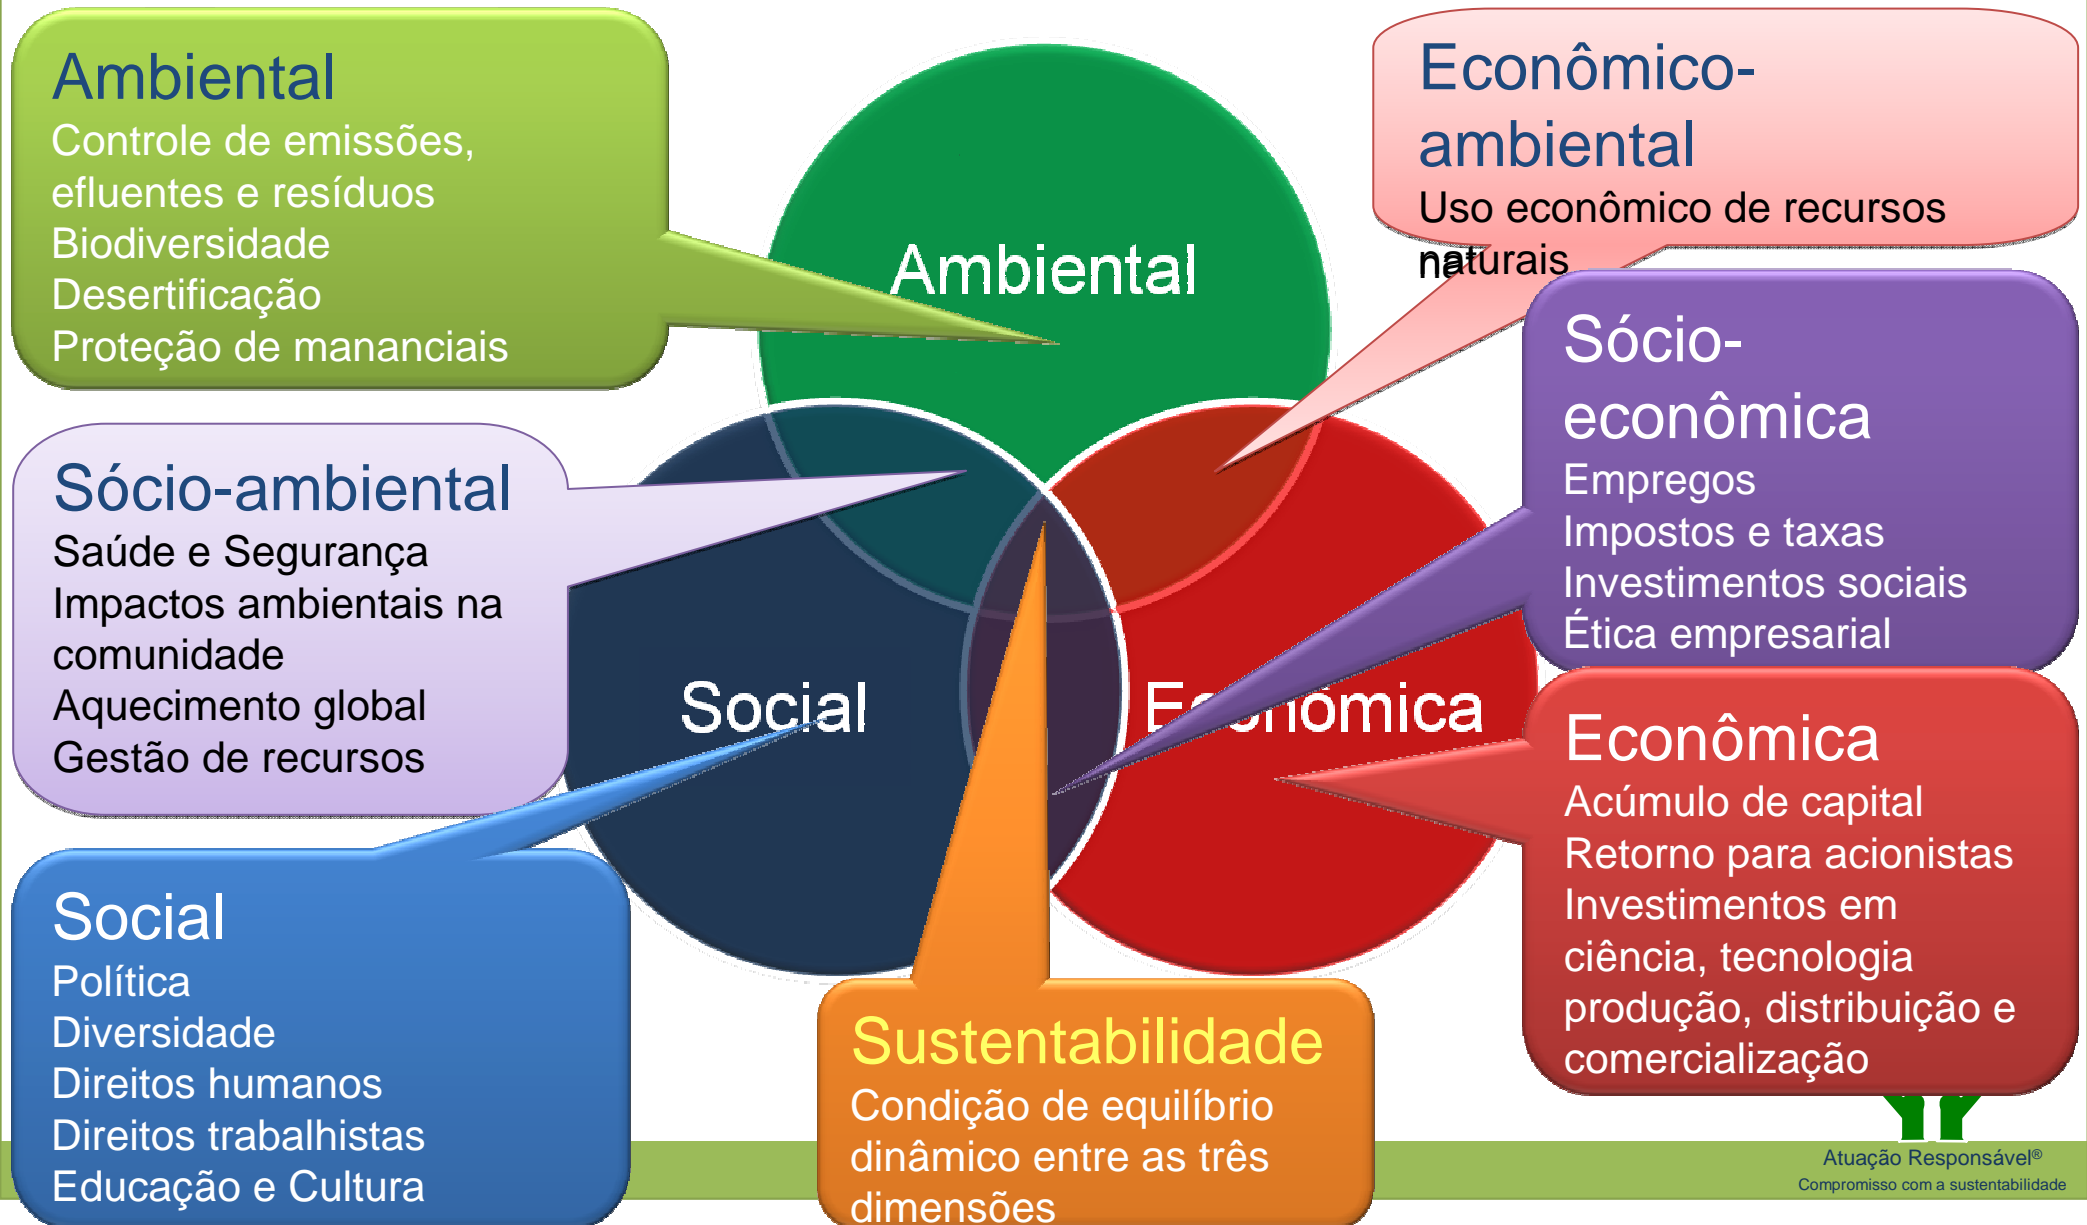 Ambiental
Controle de emissões,
efluentes e resíduos
Biodiversidade
Desertificação
Proteção de mananciais
Ambiental
Econômico-
ambiental
Uso econômico de recursos
naturais
Sócio-ambiental
Saúde e Segurança
Impactos ambientais na
comunidade
Aquecimento global
Gestão de recursos
Sócio-
econômica
Empregos
Impostos e taxas
Investimentos sociais
Ética empresarial
Social
Econômica
Econômica
Acúmulo de capital
Retorno para acionistas
Investimentos em
ciência, tecnologia
produção, distribuição e
comercialização
Social
Política
Diversidade
Direitos humanos
Direitos trabalhistas
Educação e Cultura
Sustentabilidade
Condição de equilíbrio
dinâmico entre as três
dimensões
Atuação Responsável®
Compromisso com a sustentabilidade